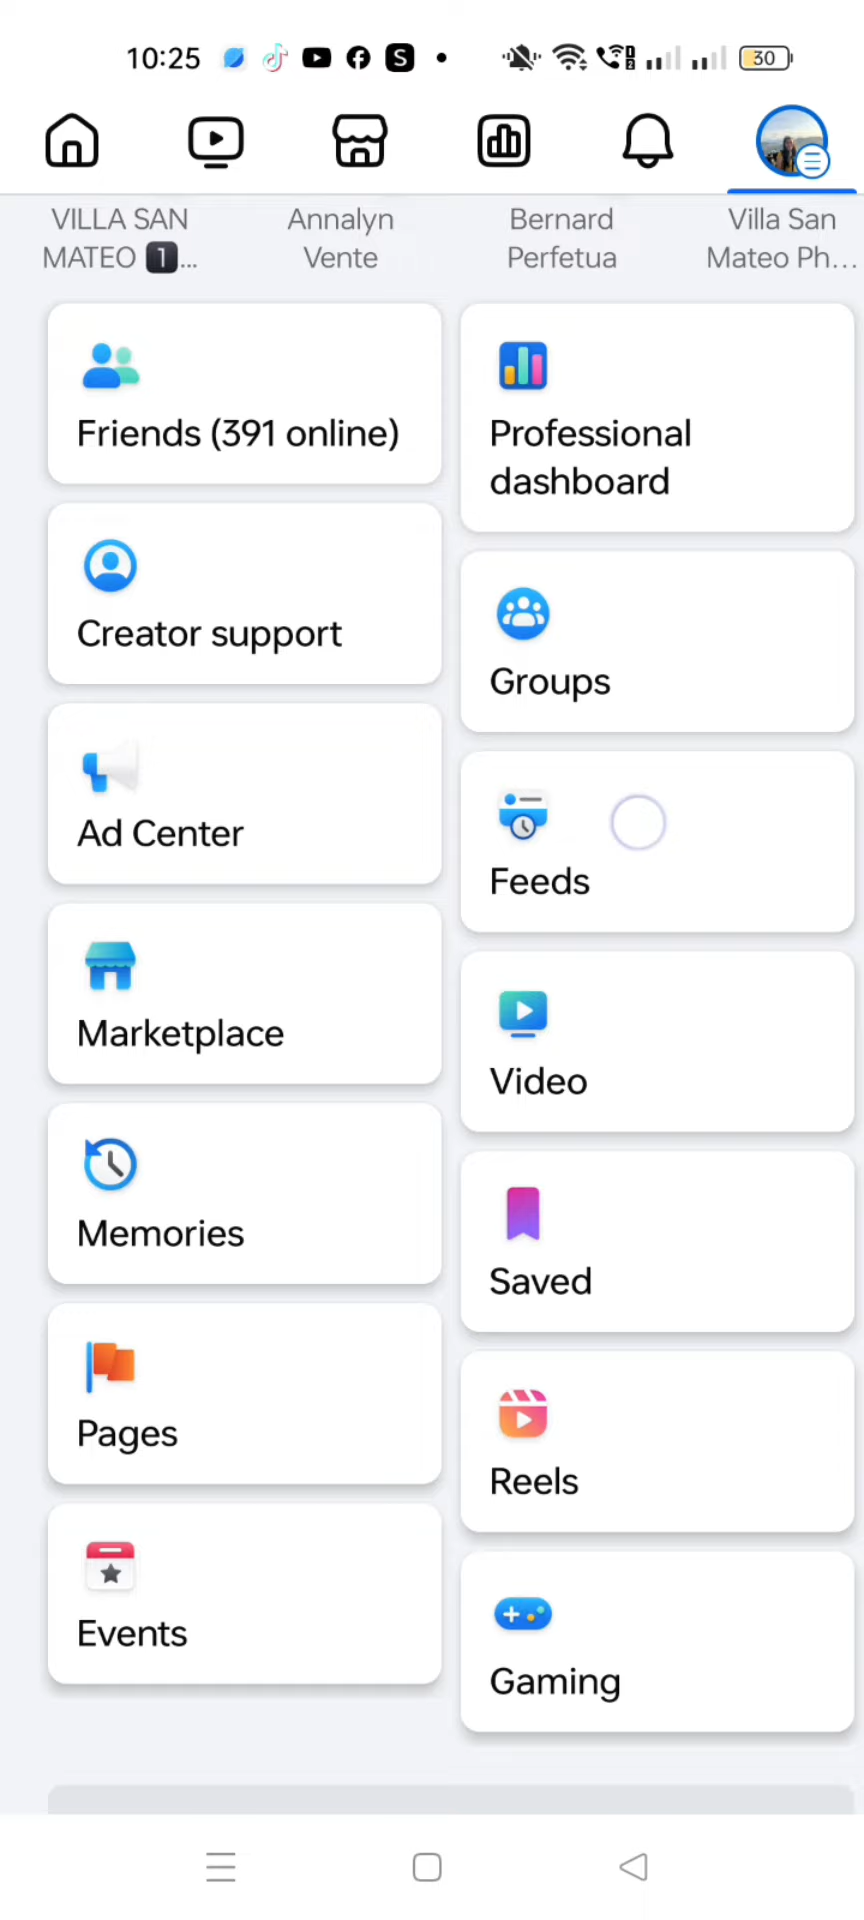 10:25
S
30
VILLA SAN
MATEO 1...
Annalyn
Vente
Bernard
Perfetua
Villa San
Mateo Ph...
Friends (391 online)
Professional
dashboard
Creator support
Groups
Ad Center
Feeds
Marketplace
Video
Memories
Saved
Pages
Reels
Events
Gaming